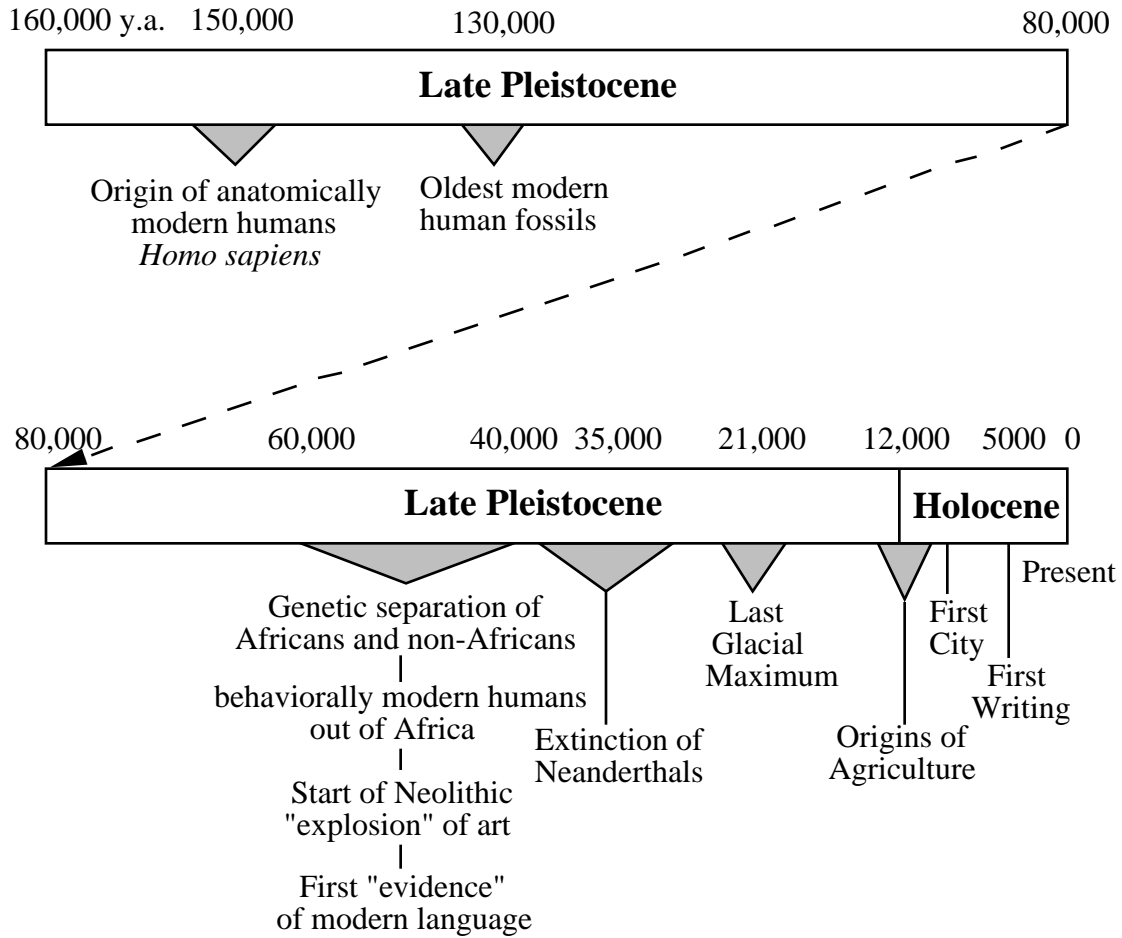 160,000 y.a. 150,000 130,000 80,000
Late Pleistocene
Origin of anatomically
modern humans
Homo sapiens
Oldest modern
human fossils
80,000 60,000 40,000 35,000 21,000 12,000 5000 0
Late Pleistocene
Holocene
Genetic separation of
Africans and non-Africans
behaviorally modern humans
out of Africa
Start of Neolithic
"explosion" of art
First "evidence"
of modern language
Extinction of
Neanderthals
Last
Glacial
Maximum
Origins of
Agriculture
First
City
First
Writing
Present